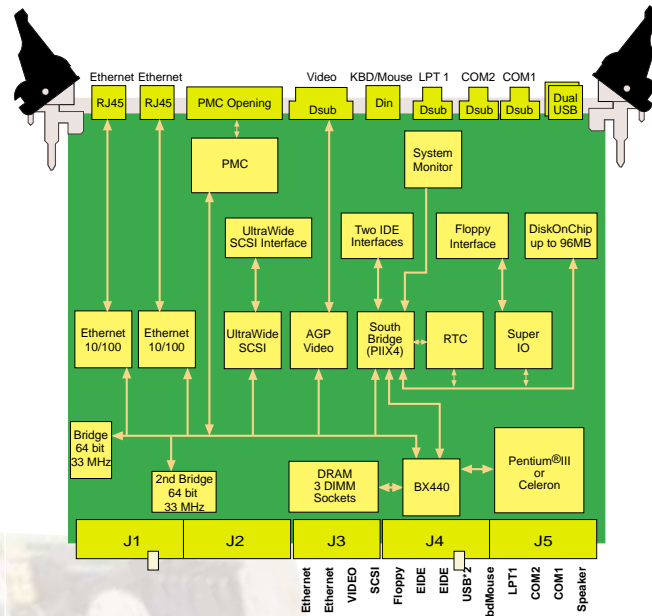 Ethernet Ethernet Video KBD/Mouse LPT 1 COM2 COM1
RJ45 RJ45 PMC Opening Dsub Din Dsub Dsub Dsub Dual
USB
PMC
System
Monitor
UltraWide
SCSI Interface
Two IDE
Interfaces
Floppy
Interface
DiskOnChip
up to 96MB
Ethernet
10/100
Ethernet
10/100
UltraWide
SCSI
AGP
Video
South
Bridge
(PIIX4)
RTC
Super
IO
Bridge
64 bit
33 MHz
2nd Bridge
64 bit
33 MHz
DRAM
3 DIMM
Sockets
BX440
Pentium®III
or
Celeron
J1 J2 J3 J4 J5
Ethernet
Ethernet
VIDEO
SCSI
Floppy
EIDE
EIDE
USB*2
bdMouse
LPT1
COM2
COM1
Speaker